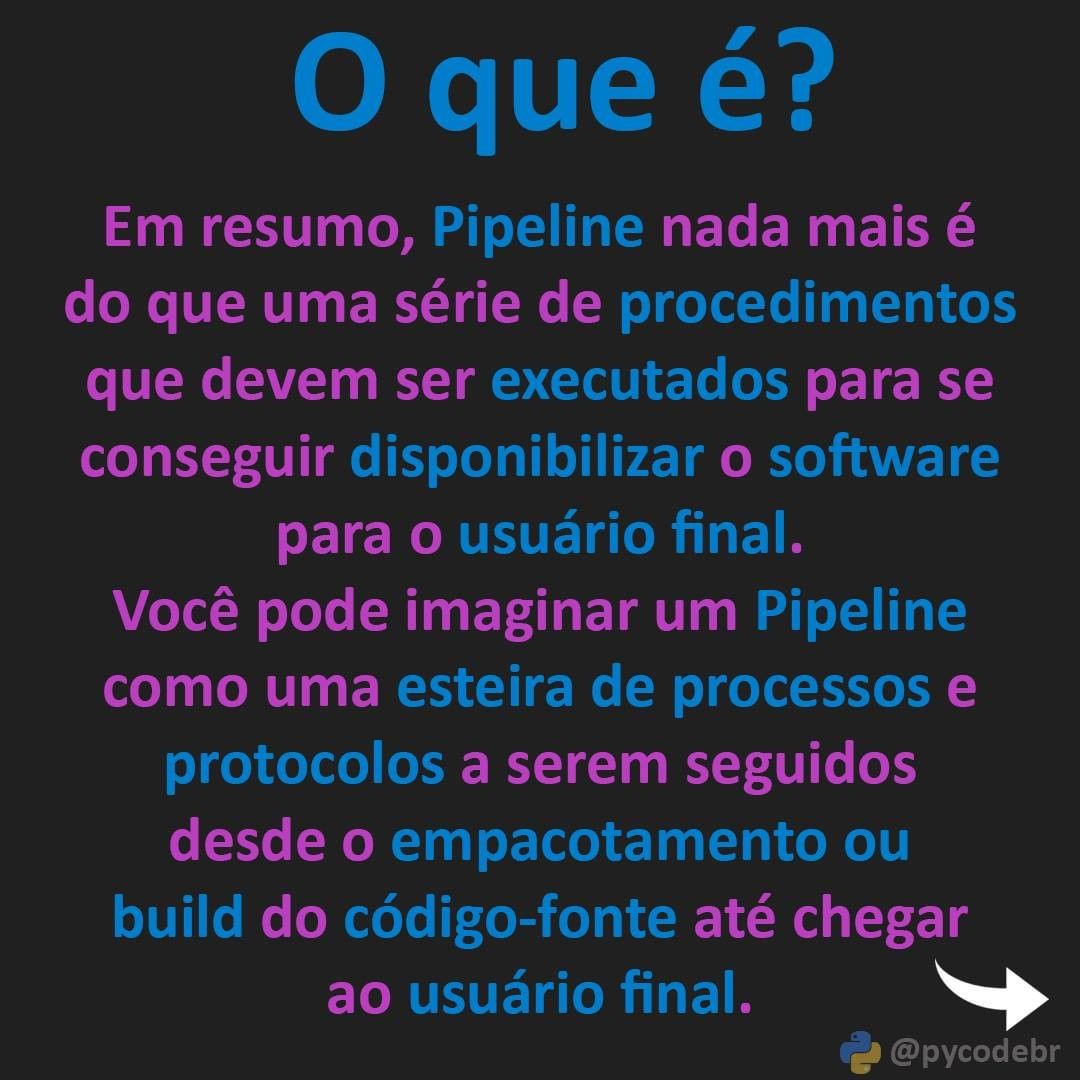 O que é?
Em resumo, Pipeline nada mais é
do que uma série de procedimentos
que devem ser executados para se
conseguir disponibilizar o software
para o usuário final.
Você pode imaginar um Pipeline
como uma esteira de processos e
protocolos a serem seguidos
desde o empacotamento ou
build do código-fonte até chegar
ao usuário final.
@pycodebr